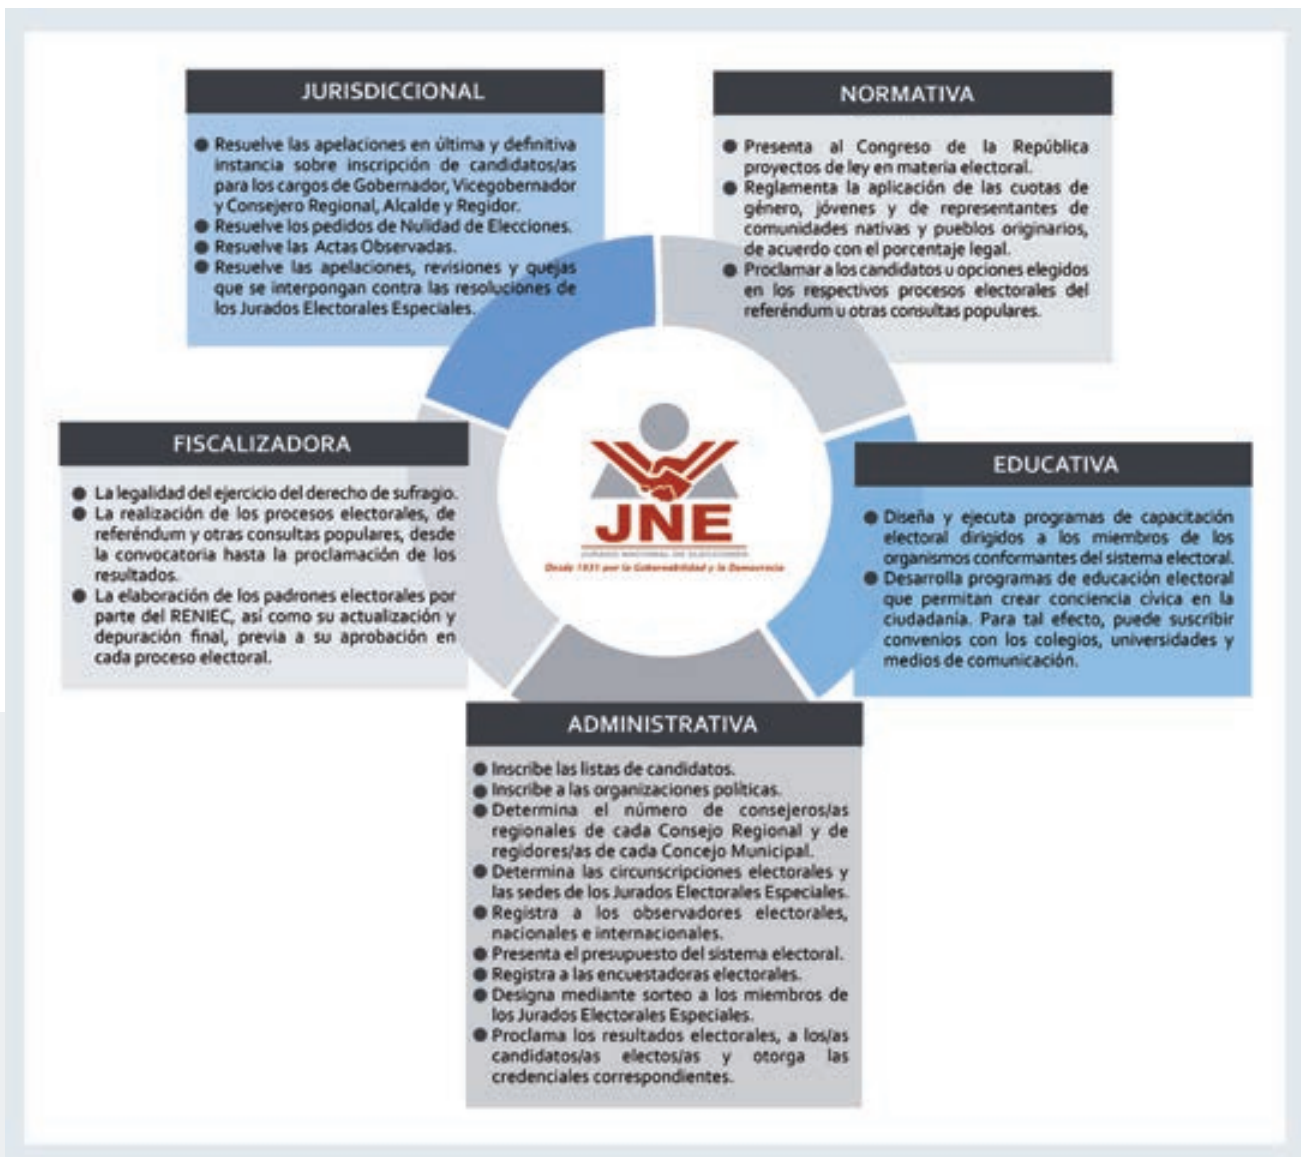 JURISDICCIONAL
● Resuelve las apelaciones en última y definitiva
instancia sobre inscripción de candidatos/as
para los cargos de Gobernador, Vicegobernador
y Consejero Regional, Alcalde y Regidor.
● Resuelve los pedidos de Nulidad de Elecciones.
● Resuelve las Actas Observadas.
● Resuelve las apelaciones, revisiones y quejas
que se interpongan contra las resoluciones de
los Jurados Electorales Especiales.
NORMATIVA
● Presenta al Congreso de la República
proyectos de ley en materia electoral.
● Reglamenta la aplicación de las cuotas de
género, jóvenes y de representantes de
comunidades nativas y pueblos originarios,
de acuerdo con el porcentaje legal.
● Proclamar a los candidatos u opciones elegidos
en los respectivos procesos electorales del
referéndum u otras consultas populares.
FISCALIZADORA
● La legalidad del ejercicio del derecho de sufragio.
● La realización de los procesos electorales, de
referéndum y otras consultas populares, desde
la convocatoria hasta la proclamación de los
resultados.
● La elaboración de los padrones electorales por
parte del RENIEC, así como su actualización y
depuración final, previa a su aprobación en
cada proceso electoral.
JNE
JURADO NACIONAL DE ELECCIONES
Desde 1931 por la Gobernabilidad y la Democracia
EDUCATIVA
● Diseña y ejecuta programas de capacitación
electoral dirigidos a los miembros de los
organismos conformantes del sistema electoral.
● Desarrolla programas de educación electoral
que permitan crear conciencia cívica en la
ciudadanía. Para tal efecto, puede suscribir
convenios con los colegios, universidades y
medios de comunicación.
ADMINISTRATIVA
● Inscribe las listas de candidatos.
● Inscribe a las organizaciones políticas.
● Determina el número de consejeros/as
regionales de cada Consejo Regional y de
regidores/as de cada Concejo Municipal.
● Determina las circunscripciones electorales y
las sedes de los Jurados Electorales Especiales.
● Registra a los observadores electorales,
nacionales e internacionales.
● Presenta el presupuesto del sistema electoral.
● Registra a las encuestadoras electorales.
● Designa mediante sorteo a los miembros de
los Jurados Electorales Especiales.
● Proclama los resultados electorales, a los/as
candidatos/as electos/as y otorga las
credenciales correspondientes.